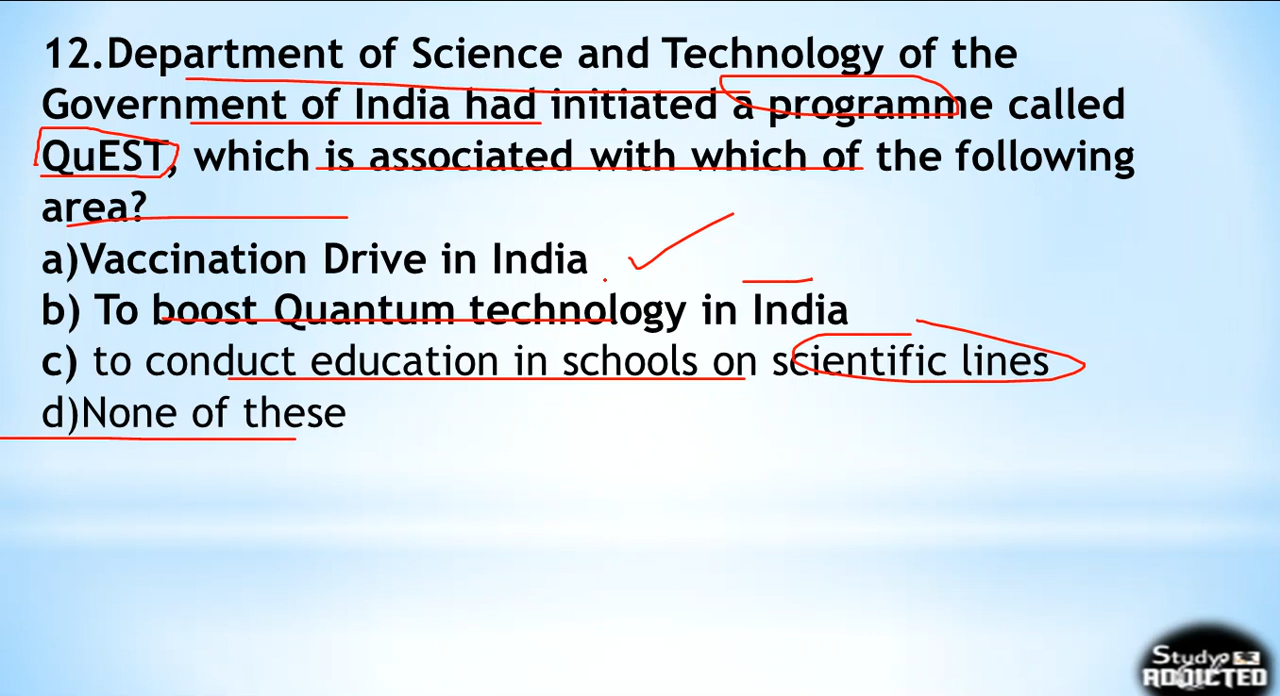 12.Department of Science and Technology of the
Government of India had initiated a programme called
QuEST, which is associated with which of the following
area?
a)Vaccination Drive in India
b) To boost Quantum technology in India
c) to conduct education in schools on scientific lines
d)None of these
Study
ADDICTED